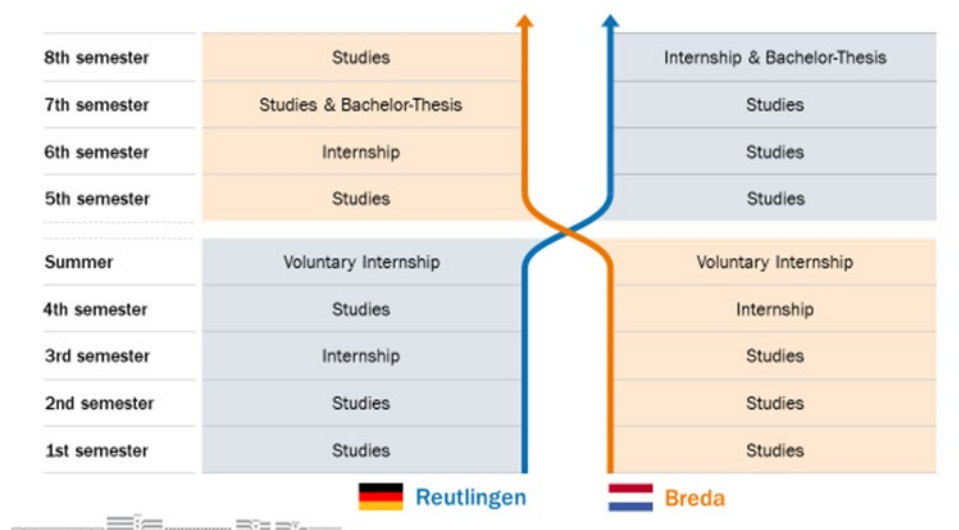 8th semester Studies Internship & Bachelor-Thesis
7th semester Studies & Bachelor-Thesis Studies
6th semester Internship Studies
5th semester Studies Studies
Summer Voluntary Internship Voluntary Internship
4th semester Studies Internship
3rd semester Internship Studies
2nd semester Studies Studies
1st semester Studies Studies
Reutlingen Breda